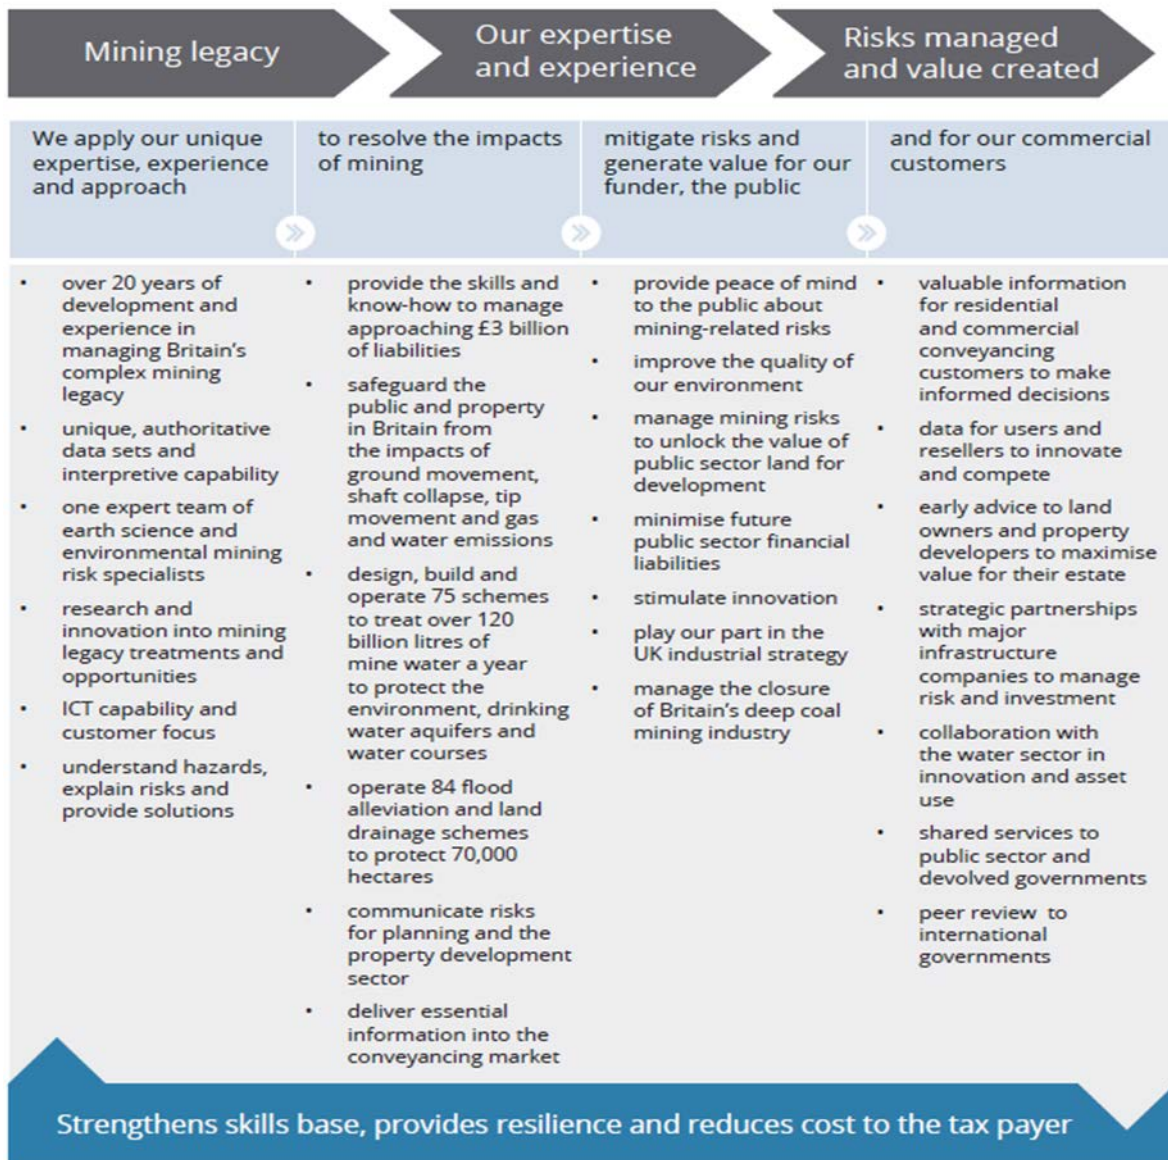 Mining legacy
Our expertise
and experience
Risks managed
and value created
We apply our unique
expertise, experience
and approach
to resolve the impacts
of mining
mitigate risks and
generate value for our
funder, the public
and for our commercial
customers
• over 20 years of
development and
experience in
managing Britain's
complex mining
legacy
• unique, authoritative
data sets and
interpretive capability
• one expert team of
earth science and
environmental mining
risk specialists
• research and
innovation into mining
legacy treatments and
opportunities
• ICT capability and
customer focus
• understand hazards,
explain risks and
provide solutions
• provide the skills and
know-how to manage
approaching £3 billion
of liabilities
• safeguard the
public and property
in Britain from
the impacts of
ground movement,
shaft collapse, tip
movement and gas
and water emissions
• design, build and
operate 75 schemes
to treat over 120
billion litres of
mine water a year
to protect the
environment, drinking
water aquifers and
water courses
• operate 84 flood
alleviation and land
drainage schemes
to protect 70,000
hectares
• communicate risks
for planning and the
property development
sector
• deliver essential
information into the
conveyancing market
• provide peace of mind
to the public about
mining-related risks
• improve the quality of
our environment
• manage mining risks
to unlock the value of
public sector land for
development
• minimise future
public sector financial
liabilities
• stimulate innovation
• play our part in the
UK industrial strategy
• manage the closure
of Britain's deep coal
mining industry
• valuable information
for residential
and commercial
conveyancing
customers to make
informed decisions
• data for users and
resellers to innovate
and compete
• early advice to land
owners and property
developers to maximise
value for their estate
• strategic partnerships
with major
infrastructure
companies to manage
risk and investment
• collaboration with
the water sector in
innovation and asset
use
• shared services to
public sector and
devolved governments
• peer review to
international
governments
Strengthens skills base, provides resilience and reduces cost to the tax payer